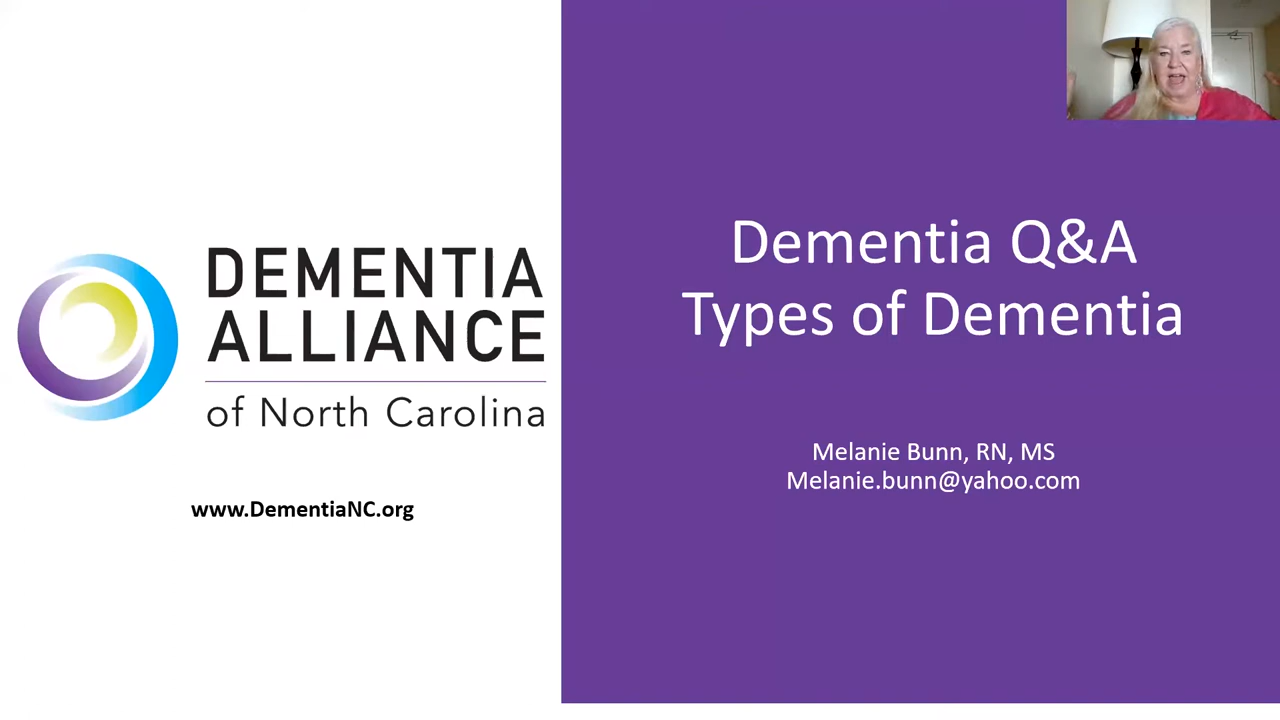 DEMENTIA
ALLIANCE
of North Carolina
www.DementiaNC.org
Dementia Q&A
Types of Dementia
Melanie Bunn, RN, MS
Melanie.bunn@yahoo.com